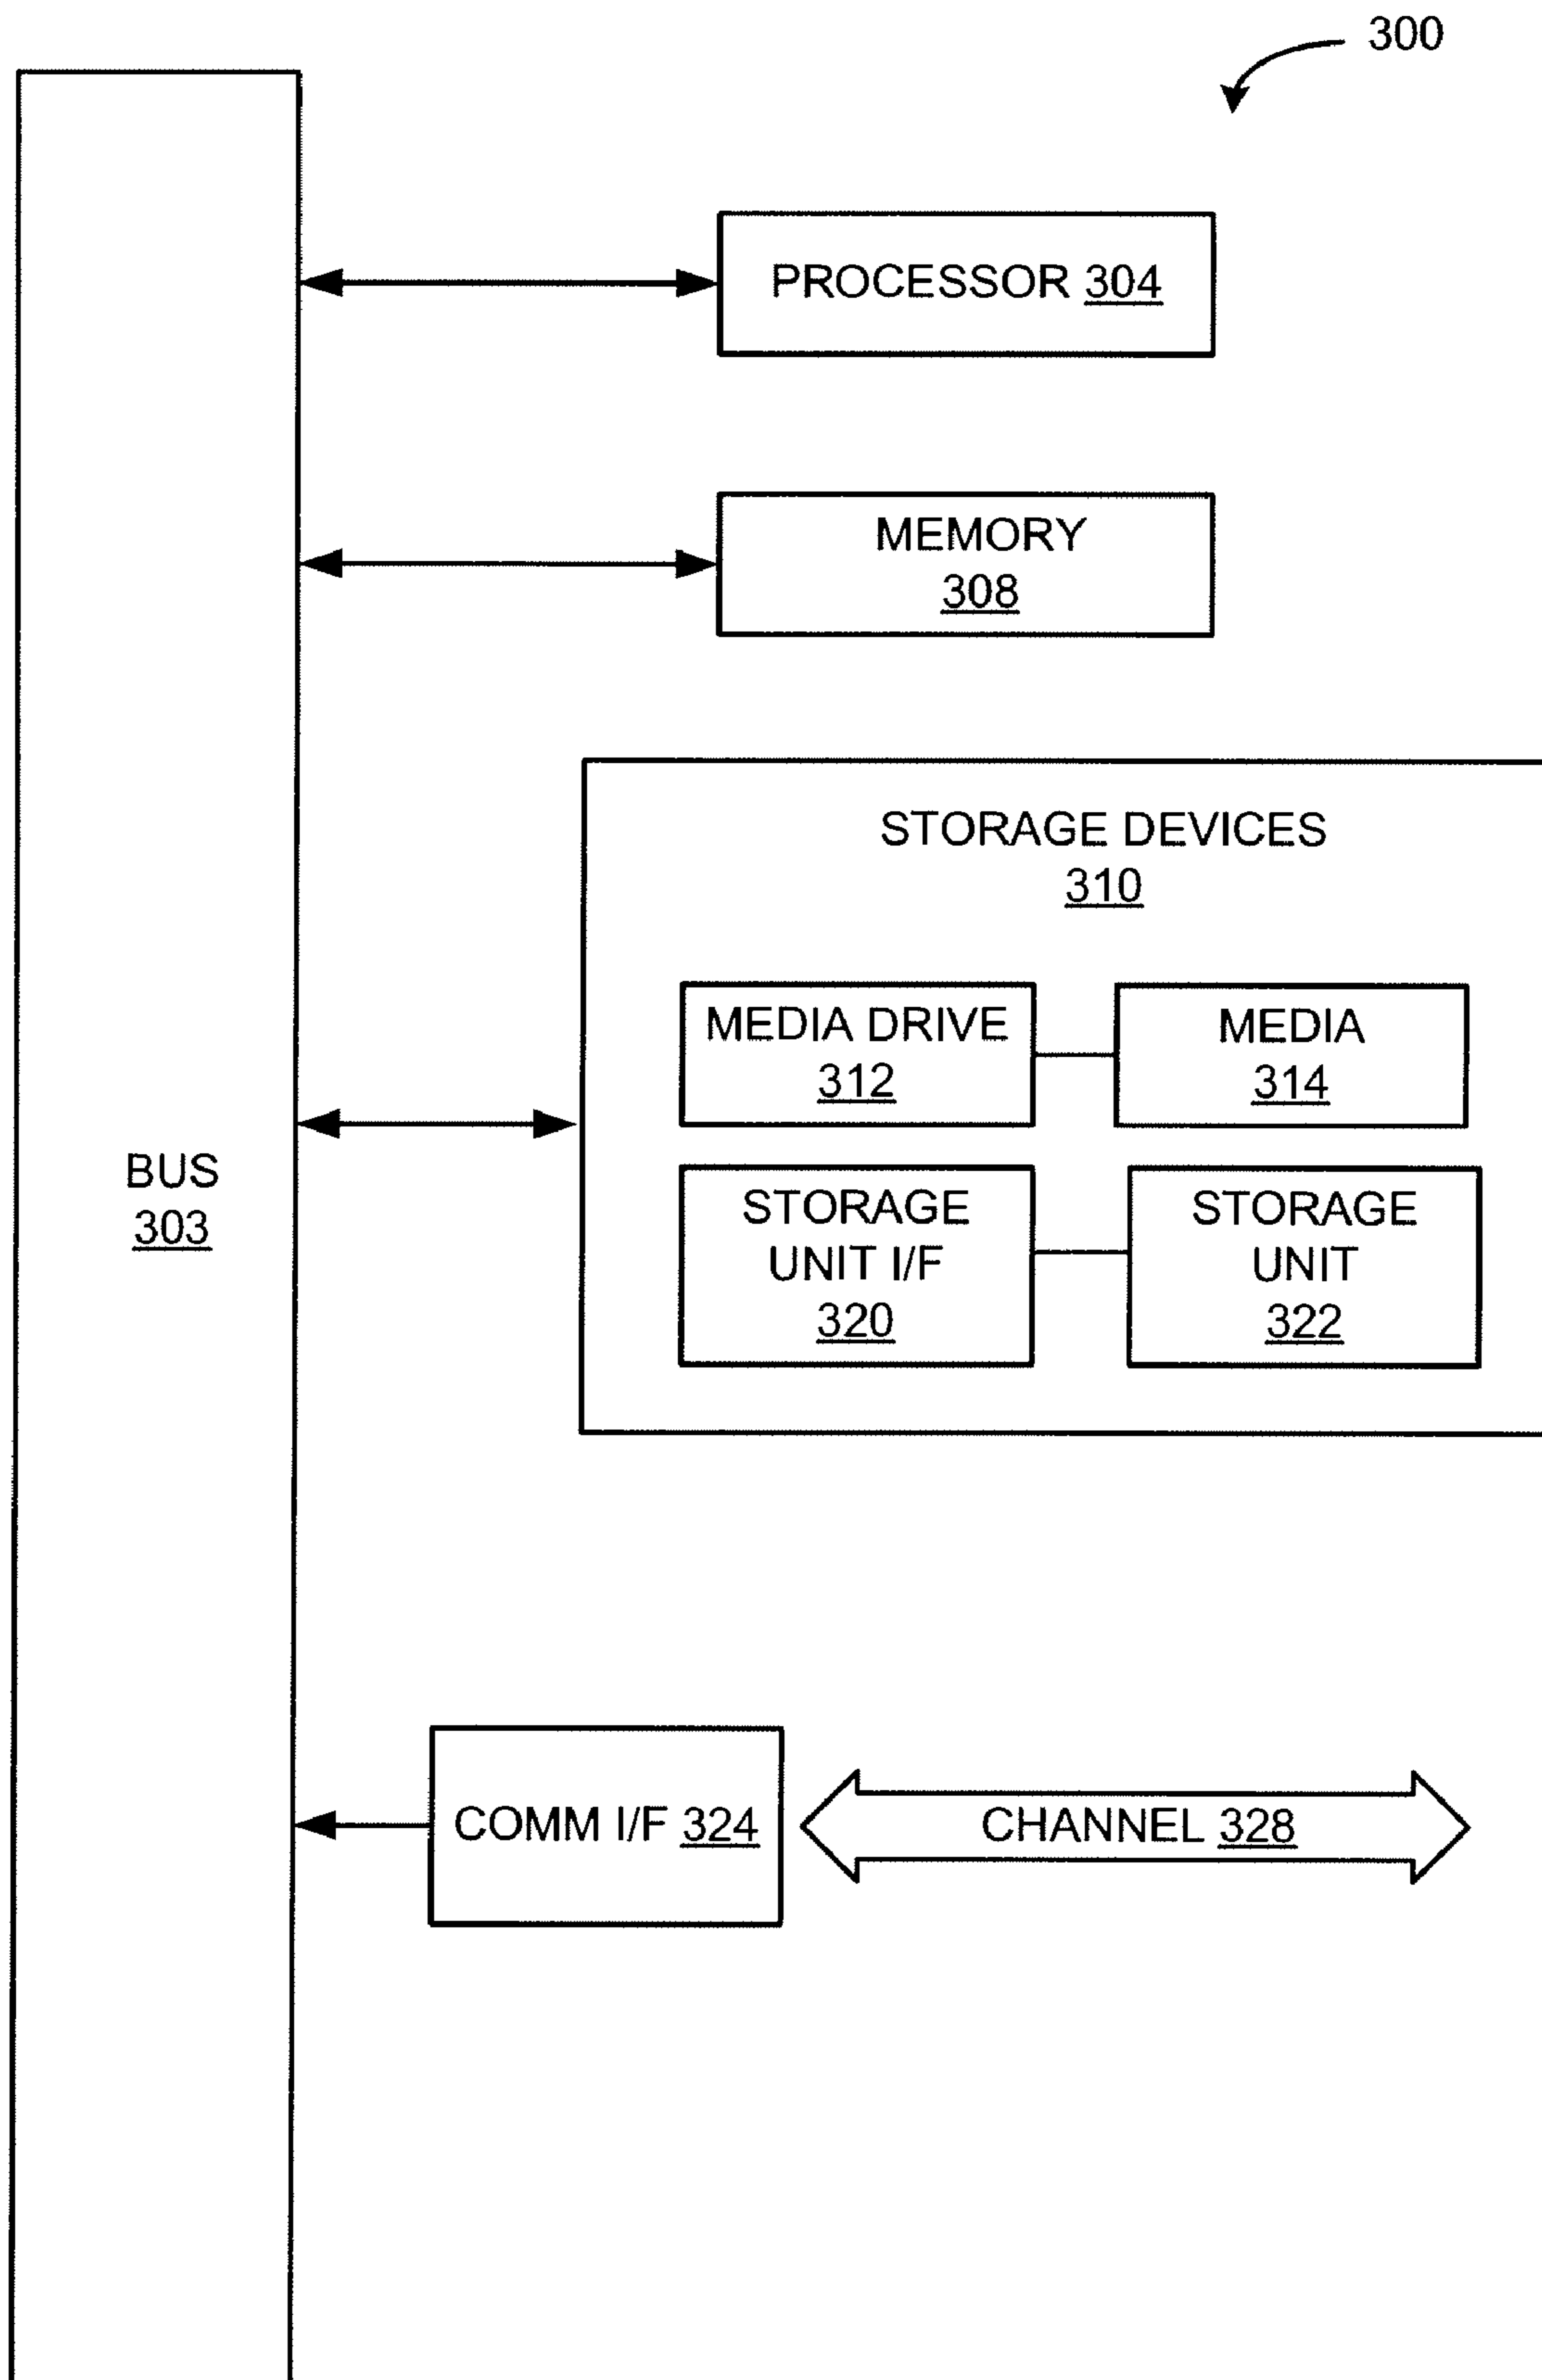 300
PROCESSOR 304
MEMORY
308
STORAGE DEVICES
310
MEDIA DRIVE
312
MEDIA
314
BUS
303
STORAGE
UNIT I/F
320
STORAGE
UNIT
322
COMM I/F 324
CHANNEL 328